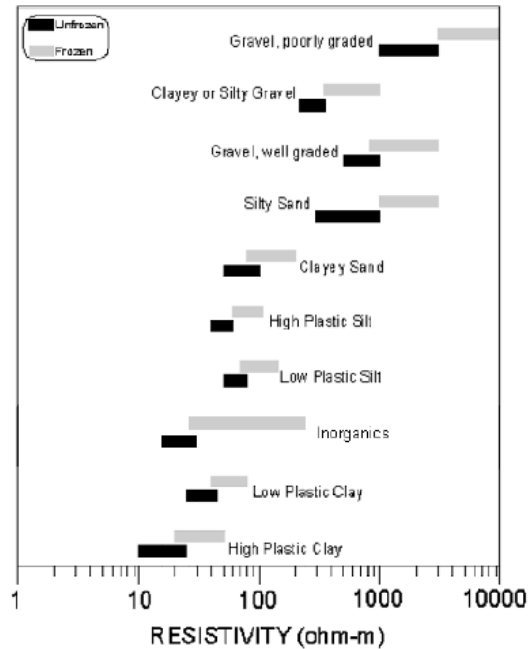 Unfrozen
Frozen
Gravel, poorly graded
Clayey or Silty Gravel
Gravel, well graded
Silty Sand
Clayey Sand
High Plastic Silt
Low Plastic Silt
Inorganics
Low Plastic Clay
High Plastic Clay
1 10 100 1000 10000
RESISTIVITY (ohm-m)